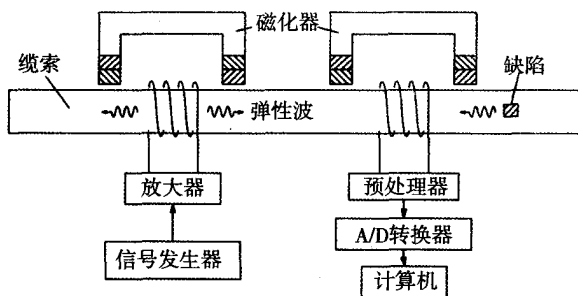 磁化器
缆索
缺陷
弹性波
放大器
预处理器
A/D转换器
信号发生器
计算机